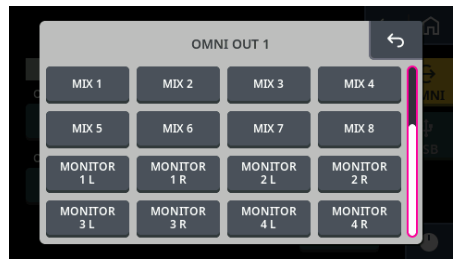 OMNI OUT 1
MIX 1 MIX 2 MIX 3 MIX 4
MIX 5 MIX 6 MIX 7 MIX 8
MONITOR MONITOR MONITOR MONITOR
1 L 1 R 2 L 2 R
MONITOR MONITOR MONITOR MONITOR
3 L 3 R 4 L 4 R